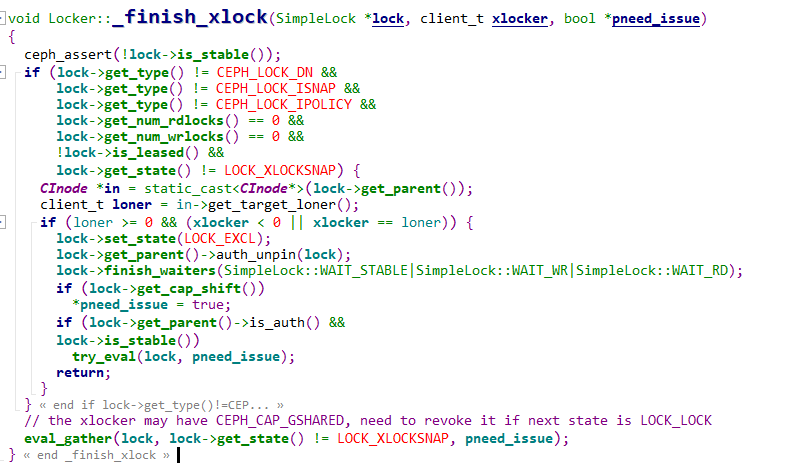 void Locker::_finish_xlock(SimpleLock *lock, client_t xlocker, bool *pneed_issue)
{
  ceph_assert(!lock->is_stable());
  if (lock->get_type() != CEPH_LOCK_DN &&
      lock->get_type() != CEPH_LOCK_ISNAP &&
      lock->get_type() != CEPH_LOCK_IPOLICY &&
      lock->get_num_rdlocks() == 0 &&
      lock->get_num_wrlocks() == 0 &&
      !lock->is_leased() &&
      lock->get_state() != LOCK_XLOCKSNAP) {
    CInode *in = static_cast<CInode*>(lock->get_parent());
    client_t loner = in->get_target_loner();
    if (loner >= 0 && (xlocker < 0 || xlocker == loner)) {
      lock->set_state(LOCK_EXCL);
      lock->get_parent()->auth_unpin(lock);
      lock->finish_waiters(SimpleLock::WAIT_STABLE|SimpleLock::WAIT_WR|SimpleLock::WAIT_RD);
      if (lock->get_cap_shift())
        *pneed_issue = true;
      if (lock->get_parent()->is_auth() &&
      lock->is_stable())
        try_eval(lock, pneed_issue);
      return;
    }
  } « end if lock->get_type()!=CEP... »
  // the xlocker may have CEPH_CAP_GSHARED, need to revoke it if next state is LOCK_LOCK
  eval_gather(lock, lock->get_state() != LOCK_XLOCKSNAP, pneed_issue);
} « end _finish_xlock »